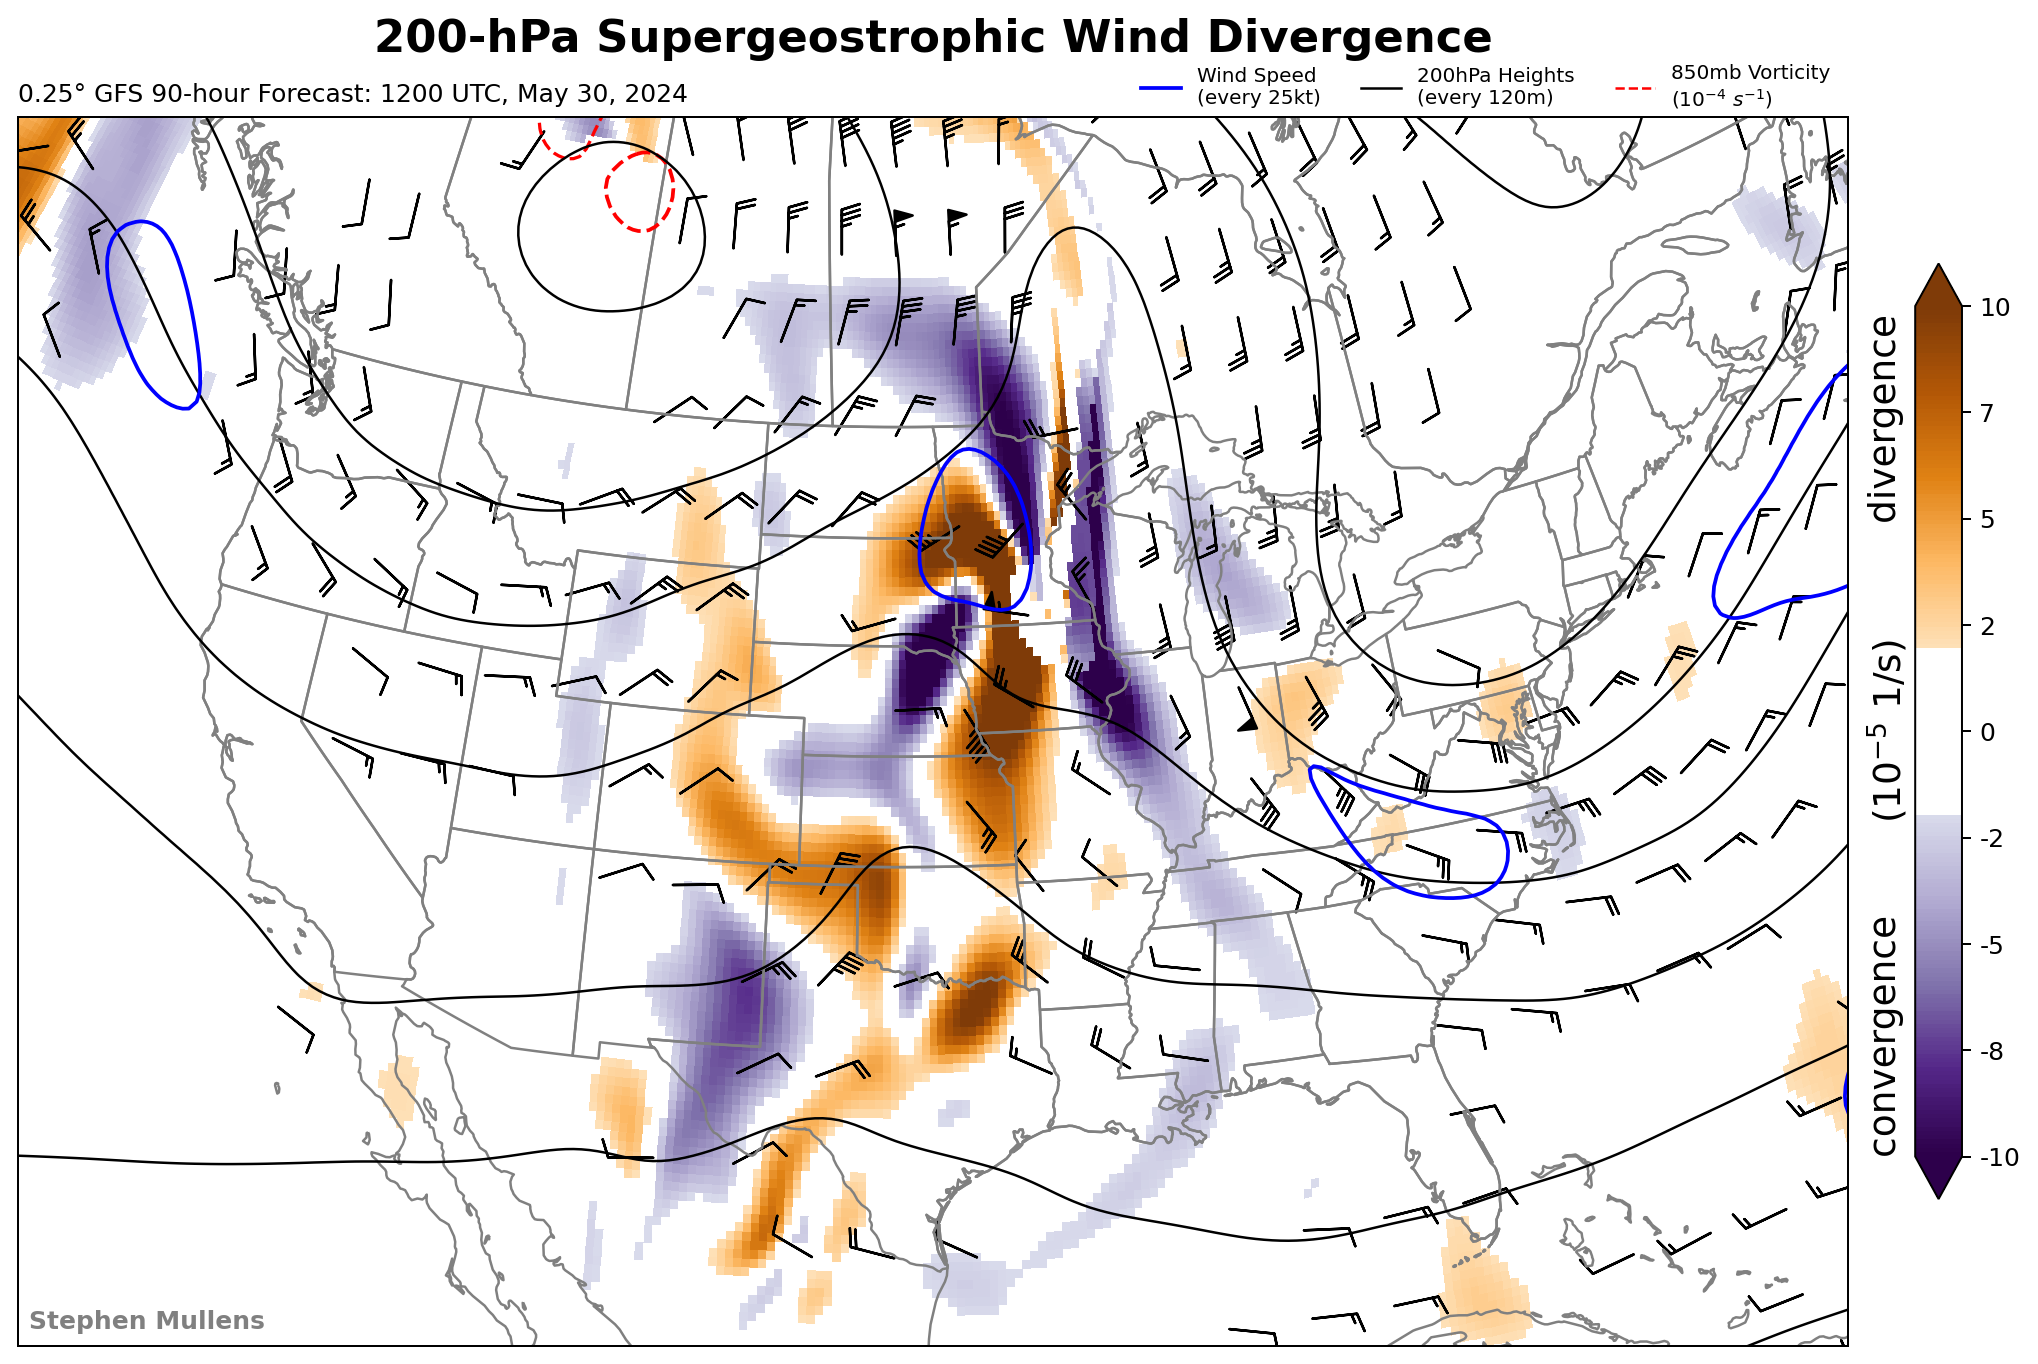 200-hPa Supergeostrophic Wind Divergence
0.25° GFS 90-hour Forecast: 1200 UTC, May 30, 2024
Wind Speed
(every 25kt)
200hPa Heights
(every 120m)
850mb Vorticity
(10⁻⁴ s⁻¹)
10
7
5
2
0
-2
-5
-8
-10
convergence (10⁻⁵ 1/s) divergence
Stephen Mullens